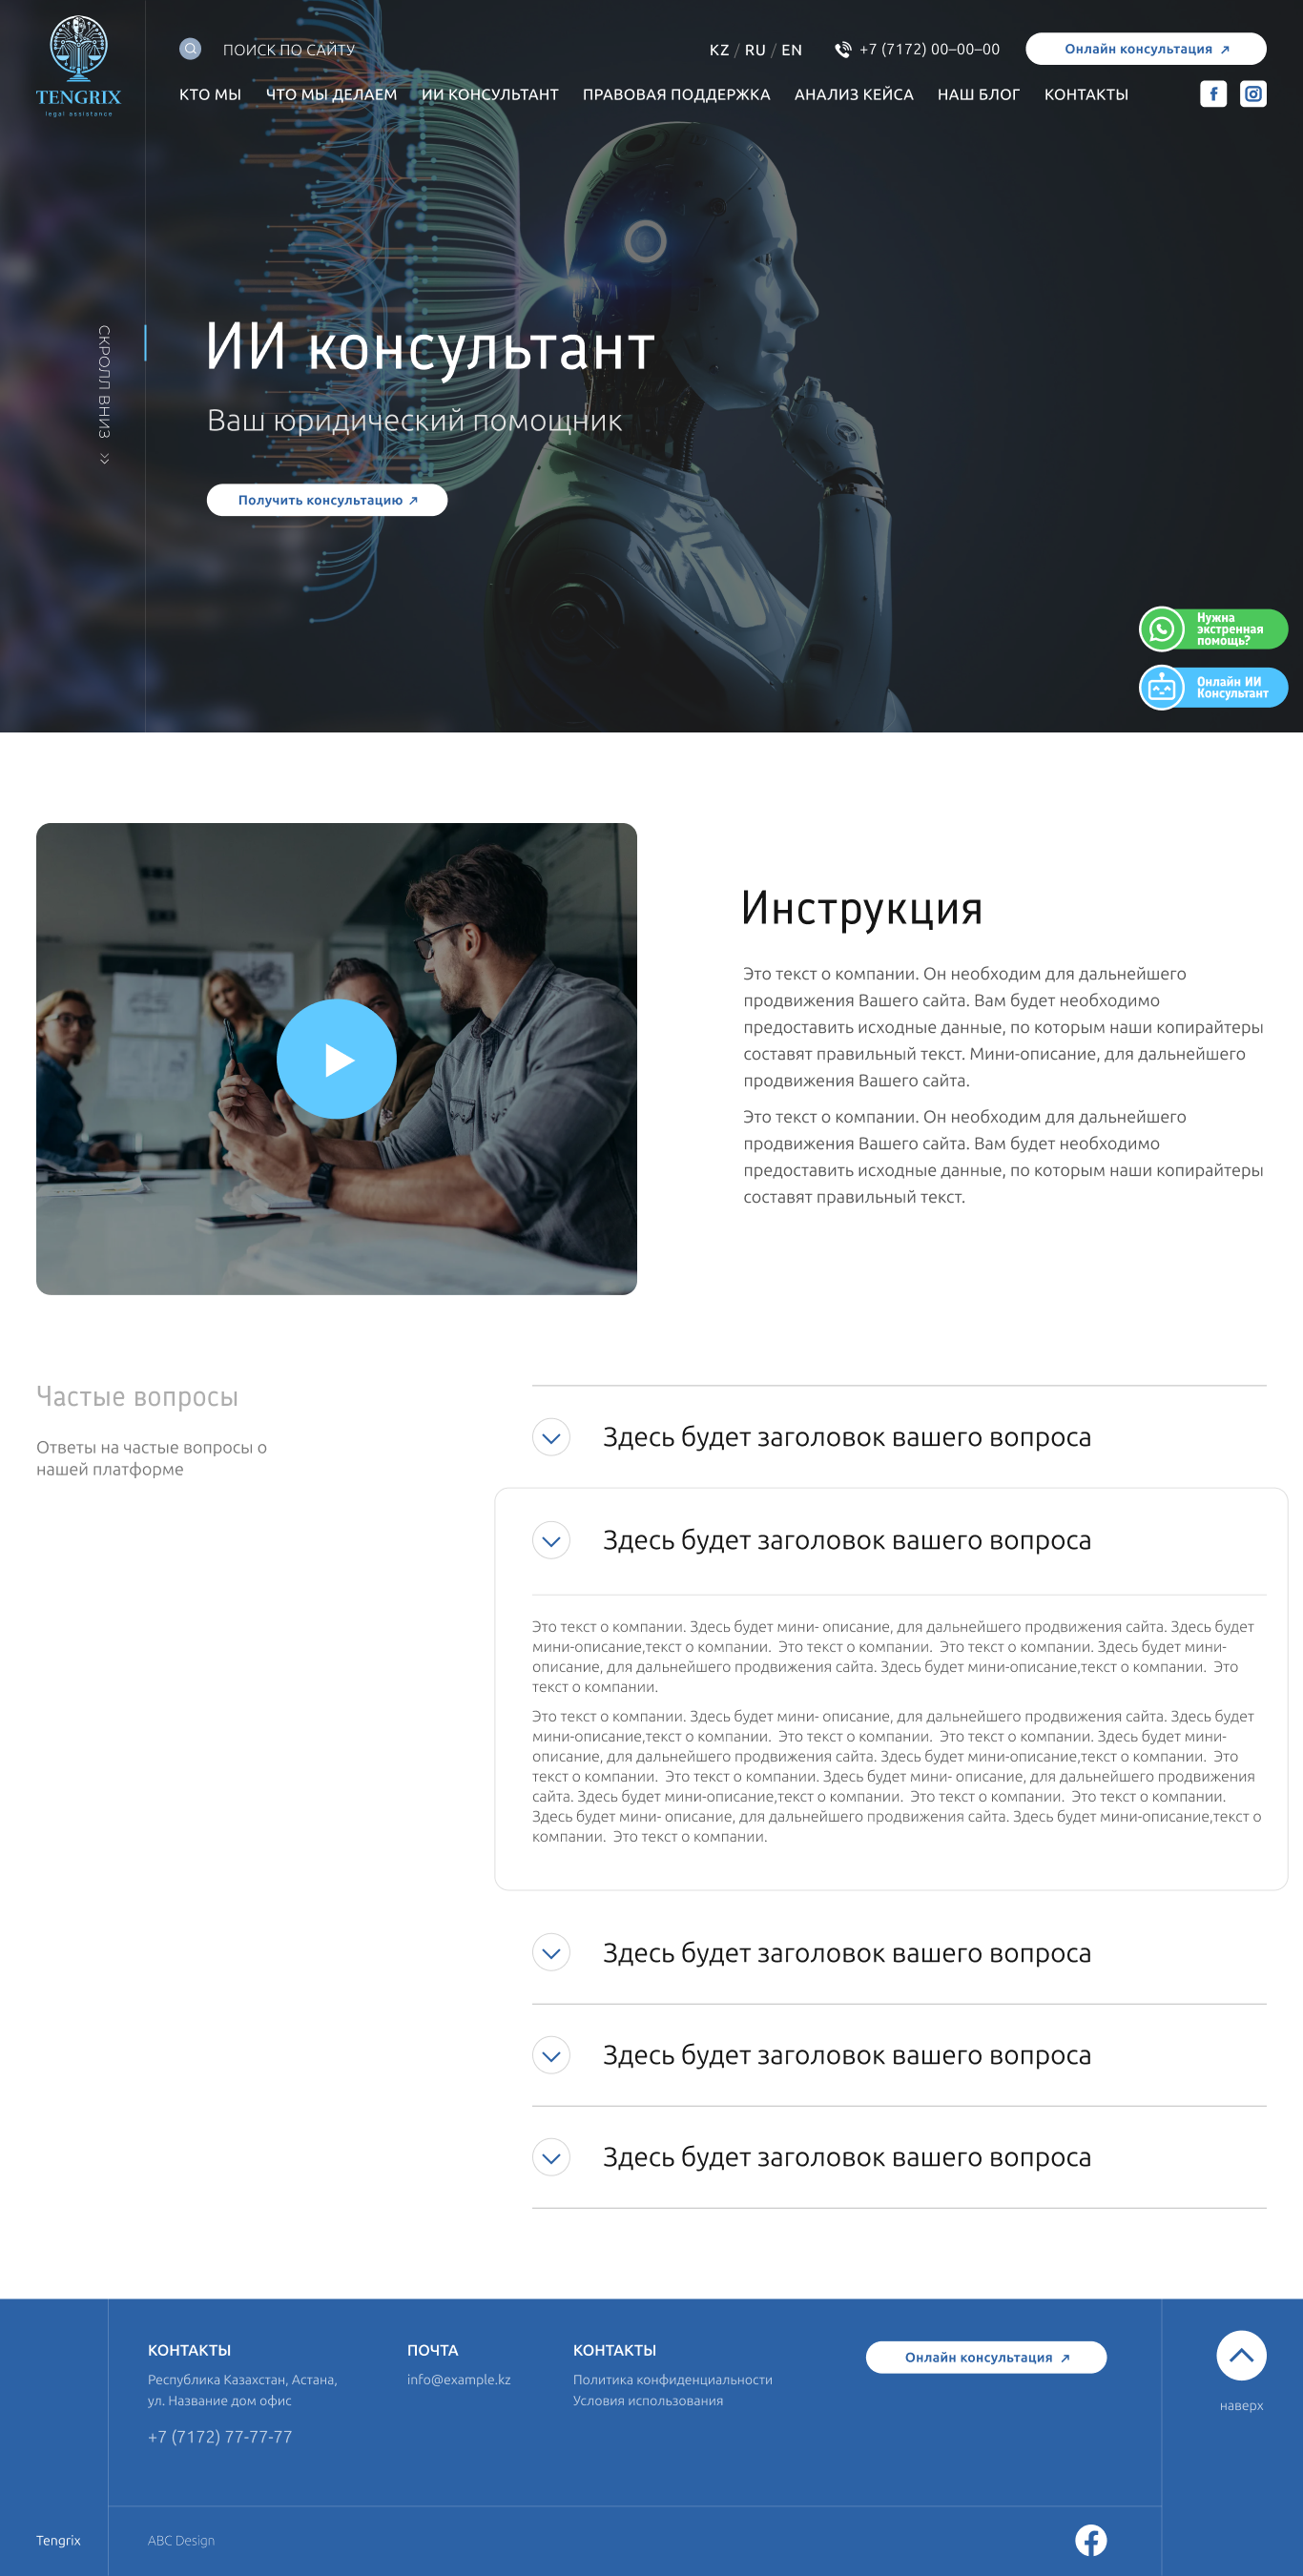 TENGRIX
legal assistance
ПОИСК ПО САЙТУ
KZ / RU / EN
+7 (7172) 00–00–00
Онлайн консультация
КТО МЫ
ЧТО МЫ ДЕЛАЕМ
ИИ КОНСУЛЬТАНТ
ПРАВОВАЯ ПОДДЕРЖКА
АНАЛИЗ КЕЙСА
НАШ БЛОГ
КОНТАКТЫ
СКРОЛЛ ВНИЗ
ИИ консультант
Ваш юридический помощник
Получить консультацию
Нужна
экстренная
помощь?
Онлайн ИИ
Консультант
Инструкция
Это текст о компании. Он необходим для дальнейшего
продвижения Вашего сайта. Вам будет необходимо
предоставить исходные данные, по которым наши копирайтеры
составят правильный текст. Мини-описание, для дальнейшего
продвижения Вашего сайта.
Это текст о компании. Он необходим для дальнейшего
продвижения Вашего сайта. Вам будет необходимо
предоставить исходные данные, по которым наши копирайтеры
составят правильный текст.
Частые вопросы
Ответы на частые вопросы о
нашей платформе
Здесь будет заголовок вашего вопроса
Здесь будет заголовок вашего вопроса
Это текст о компании. Здесь будет мини- описание, для дальнейшего продвижения сайта. Здесь будет
мини-описание,текст о компании.  Это текст о компании.  Это текст о компании. Здесь будет мини-
описание, для дальнейшего продвижения сайта. Здесь будет мини-описание,текст о компании.  Это
текст о компании.
Это текст о компании. Здесь будет мини- описание, для дальнейшего продвижения сайта. Здесь будет
мини-описание,текст о компании.  Это текст о компании.  Это текст о компании. Здесь будет мини-
описание, для дальнейшего продвижения сайта. Здесь будет мини-описание,текст о компании.  Это
текст о компании.  Это текст о компании. Здесь будет мини- описание, для дальнейшего продвижения
сайта. Здесь будет мини-описание,текст о компании.  Это текст о компании.  Это текст о компании.
Здесь будет мини- описание, для дальнейшего продвижения сайта. Здесь будет мини-описание,текст о
компании.  Это текст о компании.
Здесь будет заголовок вашего вопроса
Здесь будет заголовок вашего вопроса
Здесь будет заголовок вашего вопроса
КОНТАКТЫ
Республика Казахстан, Астана,
ул. Название дом офис
+7 (7172) 77-77-77
ПОЧТА
info@example.kz
КОНТАКТЫ
Политика конфиденциальности
Условия использования
Онлайн консультация
наверх
Tengrix
ABC Design